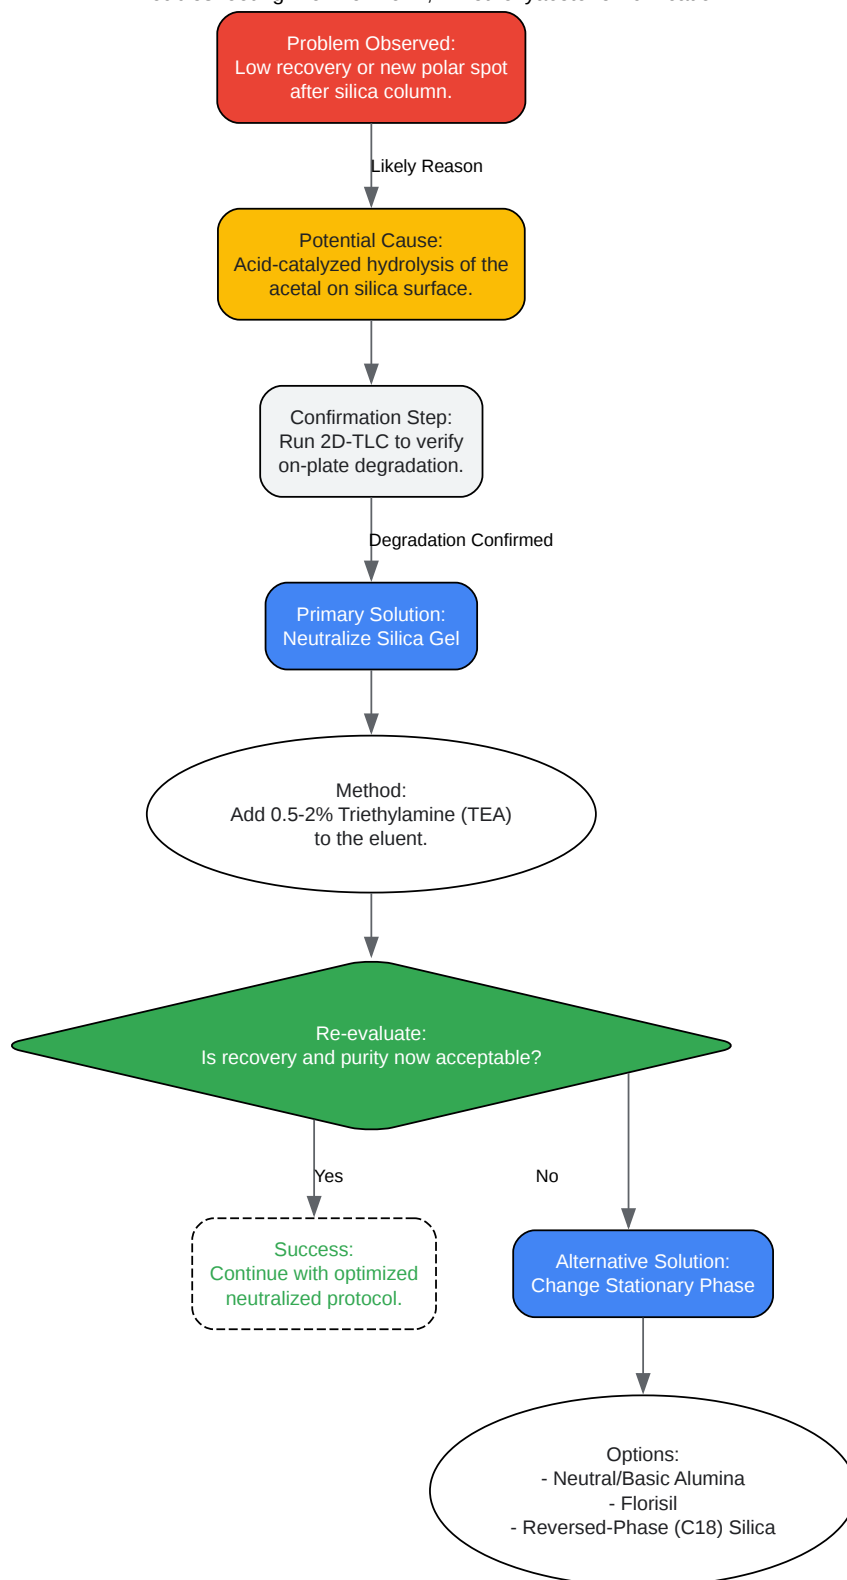 Problem Observed:
Low recovery or new polar spot
after silica column.
Likely Reason
Potential Cause:
Acid-catalyzed hydrolysis of the
acetal on silica surface.
Confirmation Step:
Run 2D-TLC to verify
on-plate degradation.
Degradation Confirmed
Primary Solution:
Neutralize Silica Gel
Method:
Add 0.5-2% Triethylamine (TEA)
to the eluent.
Re-evaluate:
Is recovery and purity now acceptable?
Yes
No
Success:
Continue with optimized
neutralized protocol.
Alternative Solution:
Change Stationary Phase
Options:
- Neutral/Basic Alumina
- Florisil
- Reversed-Phase (C18) Silica